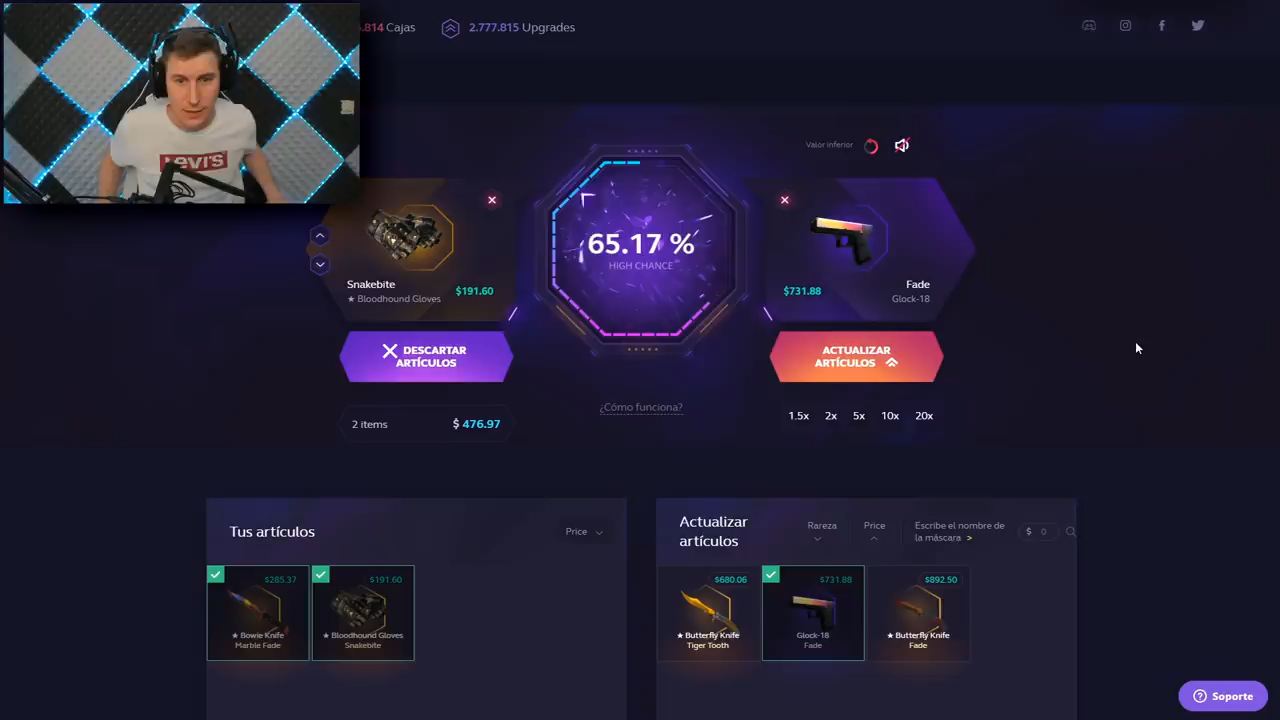 .814 Cajas
2.777.815 Upgrades
LEVI'S
Valor inferior
65.17 %
HIGH CHANCE
Snakebite
★ Bloodhound Gloves
$191.60
$731.88
Fade
Glock-18
DESCARTAR
ARTÍCULOS
ACTUALIZAR
ARTÍCULOS
¿Cómo funciona?
2 items
$ 476.97
1.5x 2x 5x 10x 20x
Tus artículos
Price
Actualizar
artículos
Rareza
Price
Escribe el nombre de
la máscara >
$ 0
$285.37
★ Bowie Knife
Marble Fade
$191.60
★ Bloodhound Gloves
Snakebite
$680.06
★ Butterfly Knife
Tiger Tooth
$731.88
Glock-18
Fade
$892.50
★ Butterfly Knife
Fade
Soporte